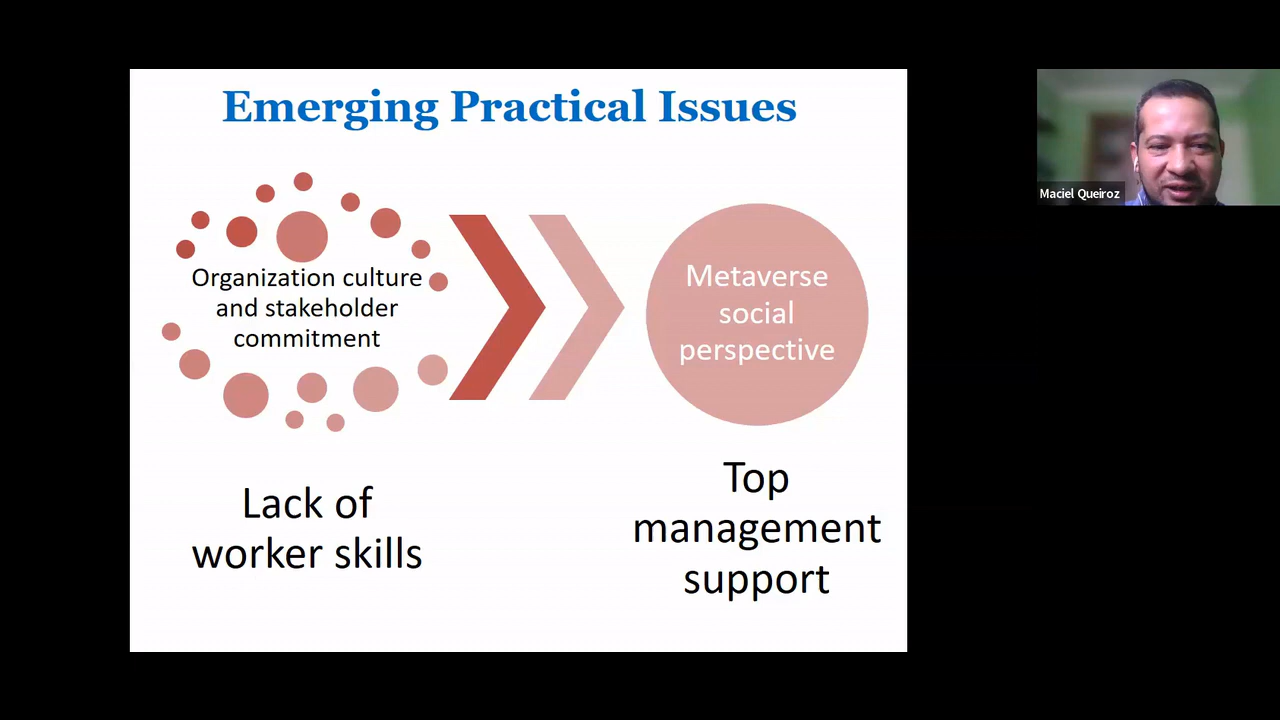 Emerging Practical Issues
Organization culture
and stakeholder
commitment
Metaverse
social
perspective
Lack of
worker skills
Top
management
support
Maciel Queiroz